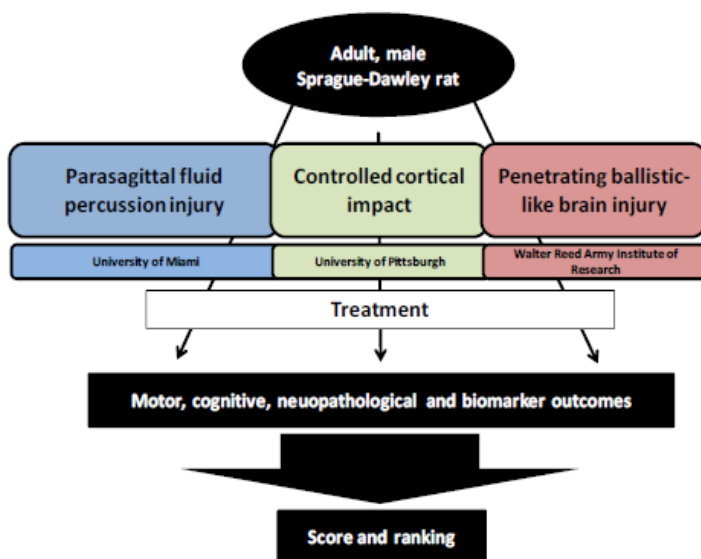 Adult, male
Sprague-Dawley rat
Parasagittal fluid
percussion injury
Controlled cortical
impact
Penetrating ballistic-
like brain injury
University of Miami
University of Pittsburgh
Walter Reed Army Institute of
Research
Treatment
Motor, cognitive, neuopathological and biomarker outcomes
Score and ranking